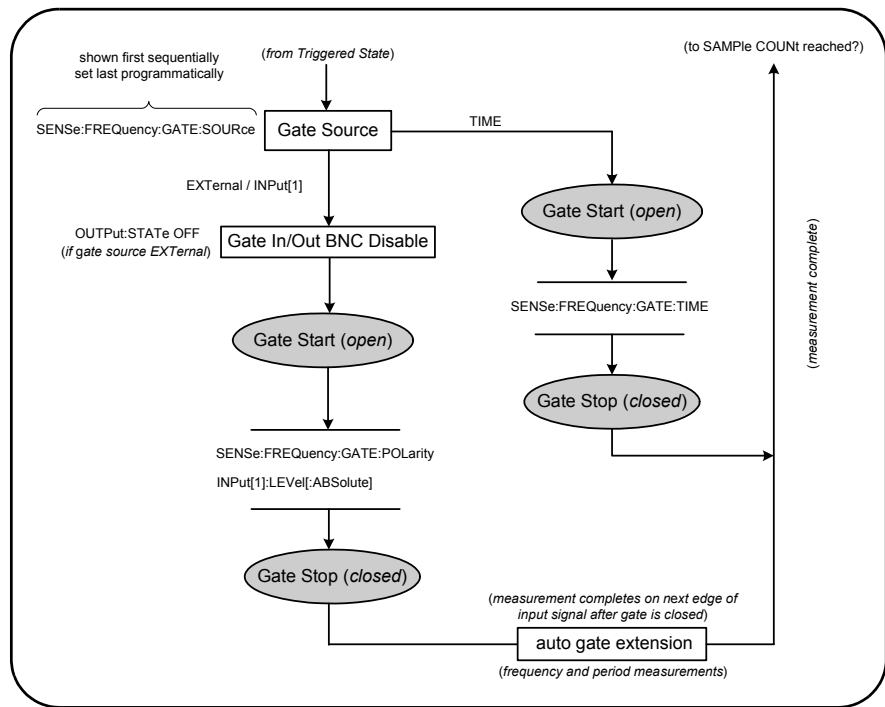 shown first sequentially
set last programmatically
(from Triggered State)
(to SAMPle COUNt reached?)
SENSe:FREQuency:GATE:SOURce
Gate Source
TIME
EXTernal / INPut[1]
Gate Start (open)
OUTPut:STATe OFF
(if gate source EXTernal)
Gate In/Out BNC Disable
SENSe:FREQuency:GATE:TIME
(measurement complete)
Gate Start (open)
Gate Stop (closed)
SENSe:FREQuency:GATE:POLarity
INPut[1]:LEVel[:ABSolute]
Gate Stop (closed)
(measurement completes on next edge of
input signal after gate is closed)
auto gate extension
(frequency and period measurements)